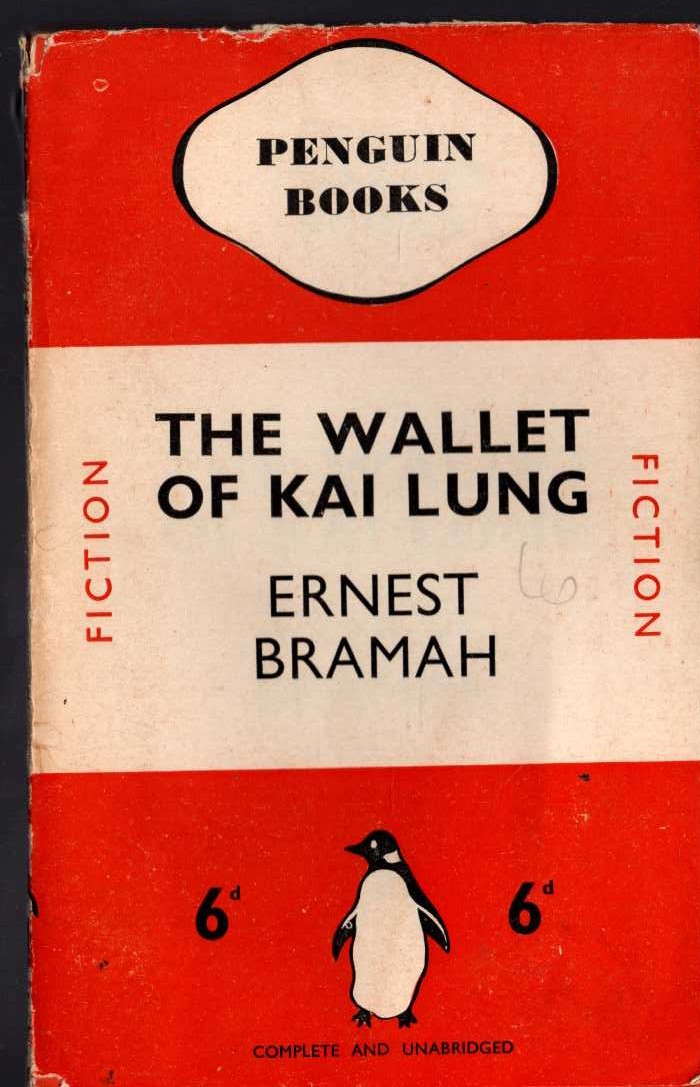 PENGUIN
BOOKS
THE WALLET
OF KAI LUNG
FICTION
FICTION
ERNEST
BRAMAH
6d
6d
COMPLETE AND UNABRIDGED